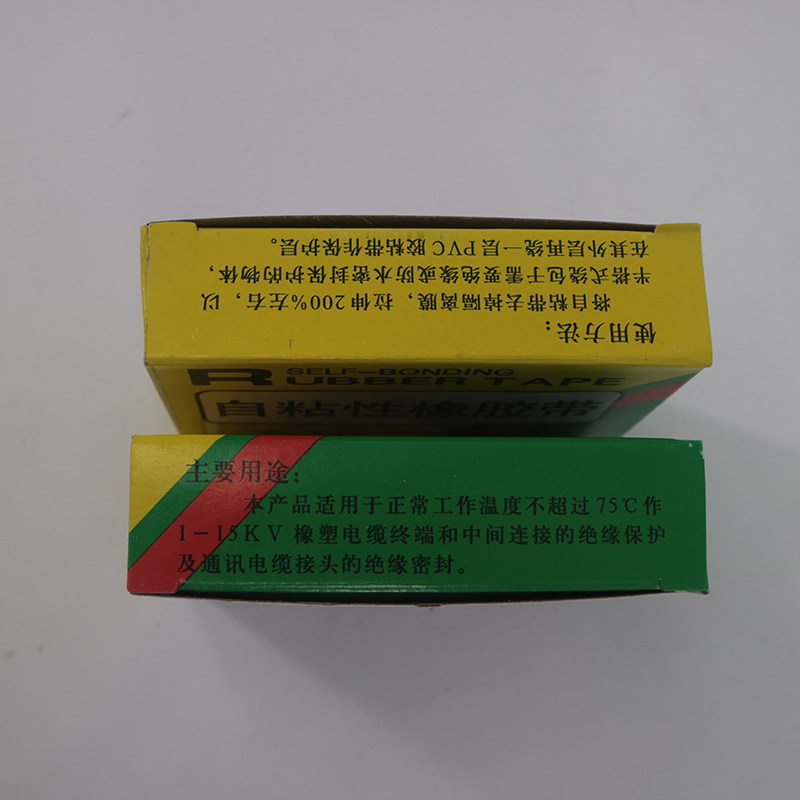 使用方法：
将自粘带去掉隔离膜，拉伸200%左右，以
半搭式绕包于需要绝缘或防水密封保护的物体，
在其外层再绕一层PVC胶粘带作保护层。
SELF-BONDING
RUBBER TAPE
自粘性橡胶带
主要用途：
本产品适用于正常工作温度不超过75℃作
1－15KV橡塑电缆终端和中间连接的绝缘保护
及通讯电缆接头的绝缘密封。